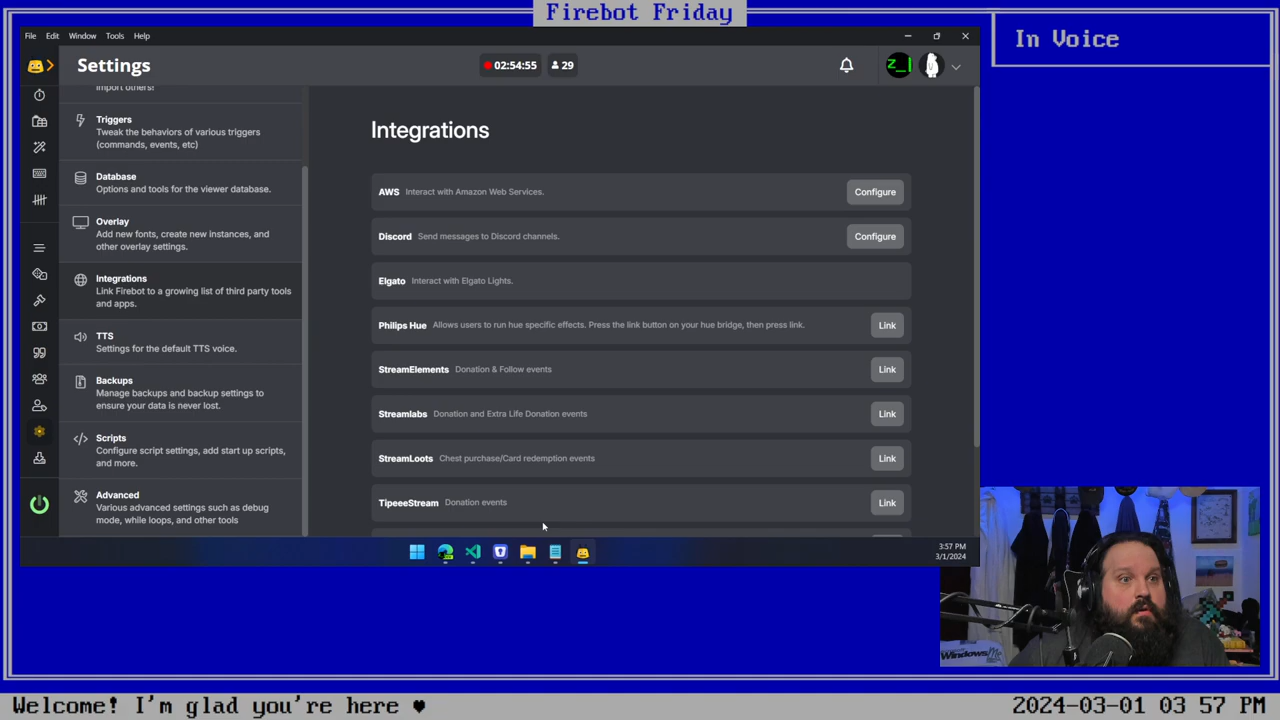 Firebot Friday
In Voice
File Edit Window Tools Help
Settings
02:54:55
29
z_l
import others!
Triggers
Tweak the behaviors of various triggers
(commands, events, etc)
Database
Options and tools for the viewer database.
Overlay
Add new fonts, create new instances, and
other overlay settings.
Integrations
Link Firebot to a growing list of third party tools
and apps.
TTS
Settings for the default TTS voice.
Backups
Manage backups and backup settings to
ensure your data is never lost.
Scripts
Configure script settings, add start up scripts,
and more.
Advanced
Various advanced settings such as debug
mode, while loops, and other tools
Integrations
AWS Interact with Amazon Web Services. Configure
Discord Send messages to Discord channels. Configure
Elgato Interact with Elgato Lights.
Philips Hue Allows users to run hue specific effects. Press the link button on your hue bridge, then press link. Link
StreamElements Donation & Follow events Link
Streamlabs Donation and Extra Life Donation events Link
StreamLoots Chest purchase/Card redemption events Link
TipeeeStream Donation events Link
3:57 PM
3/1/2024
Windows Me
Welcome! I'm glad you're here ♥
2024-03-01 03 57 PM